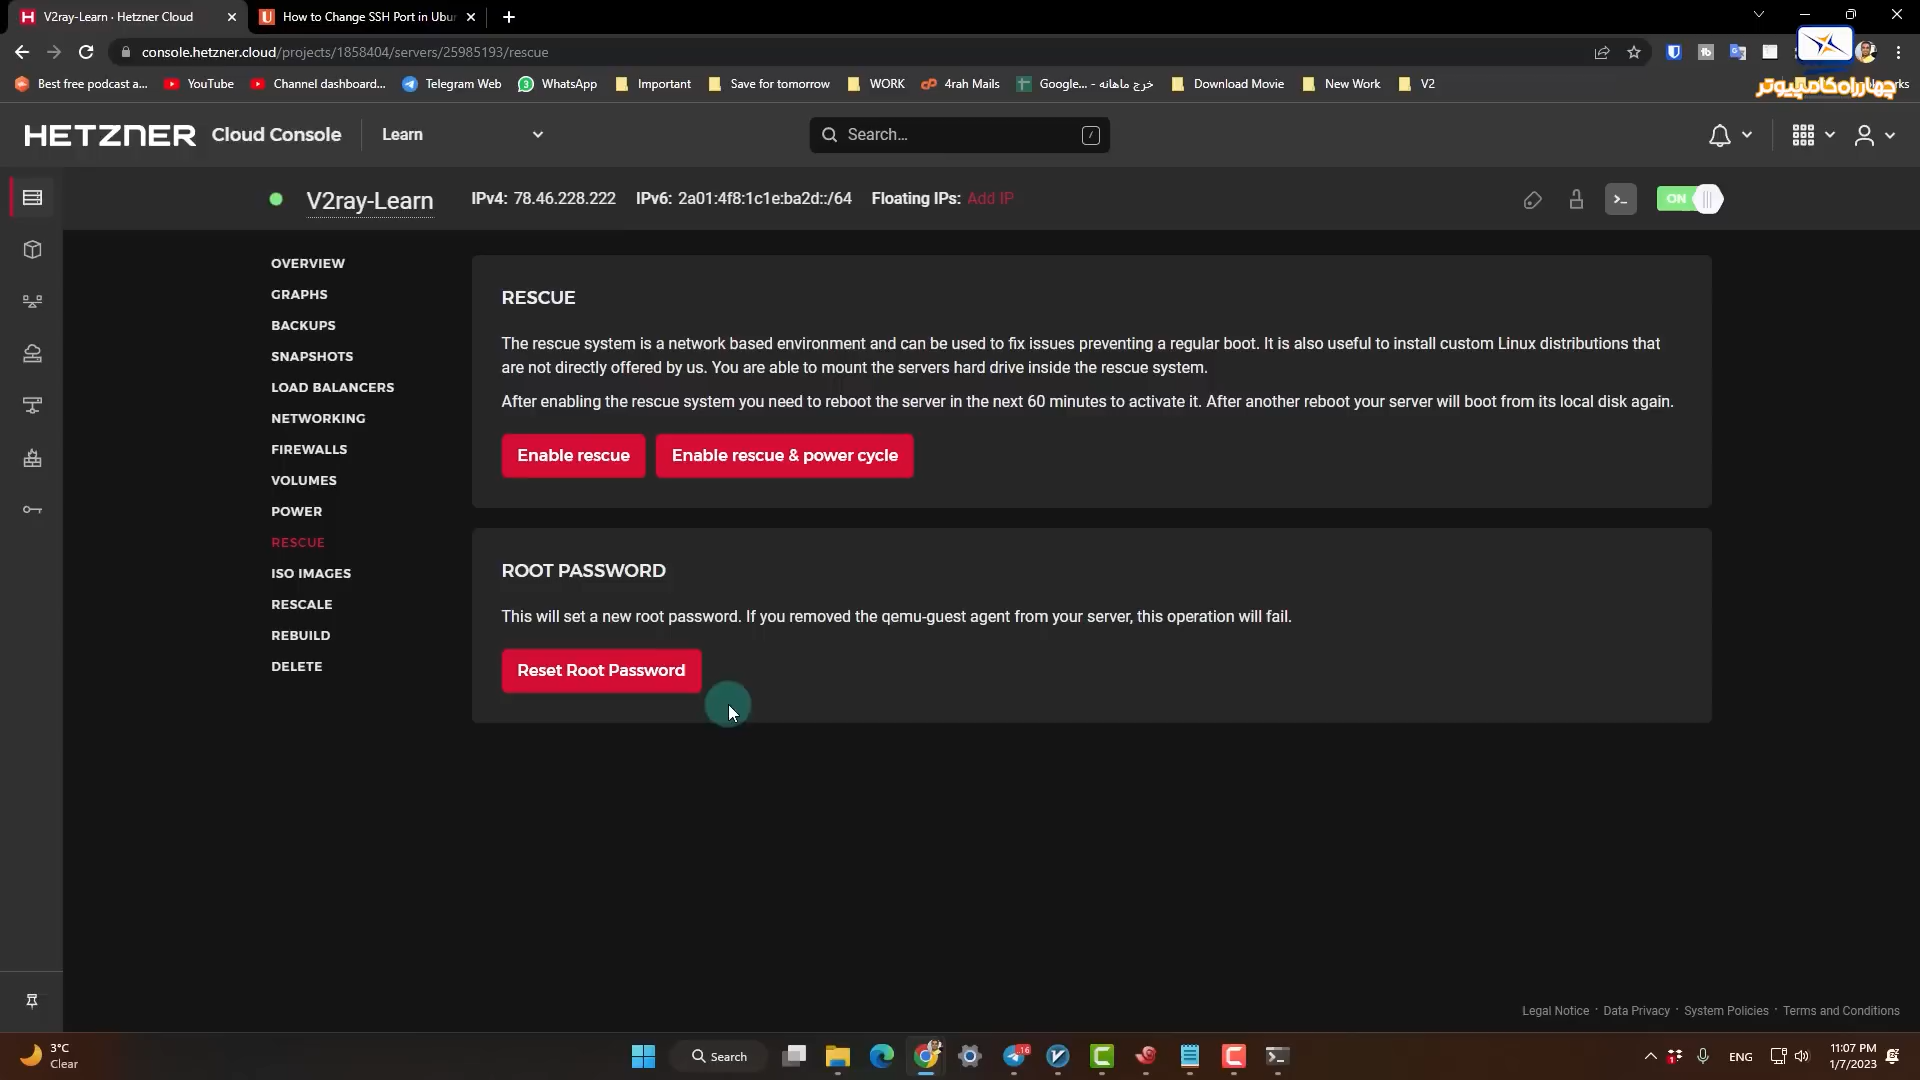 V2ray-Learn · Hetzner Cloud
How to Change SSH Port in Ubu
console.hetzner.cloud/projects/1858404/servers/25985193/rescue
Best free podcast a...
YouTube
Channel dashboard...
Telegram Web
WhatsApp
Important
Save for tomorrow
WORK
4rah Mails
Google... - خرج ماهانه
Download Movie
New Work
V2
چهارراه کامپیوتر
HETZNER Cloud Console
Learn
Search...
/
V2ray-Learn
IPv4: 78.46.228.222
IPv6: 2a01:4f8:1c1e:ba2d::/64
Floating IPs: Add IP
ON
OVERVIEW
GRAPHS
BACKUPS
SNAPSHOTS
LOAD BALANCERS
NETWORKING
FIREWALLS
VOLUMES
POWER
RESCUE
ISO IMAGES
RESCALE
REBUILD
DELETE
RESCUE
The rescue system is a network based environment and can be used to fix issues preventing a regular boot. It is also useful to install custom Linux distributions that
are not directly offered by us. You are able to mount the servers hard drive inside the rescue system.
After enabling the rescue system you need to reboot the server in the next 60 minutes to activate it. After another reboot your server will boot from its local disk again.
Enable rescue
Enable rescue & power cycle
ROOT PASSWORD
This will set a new root password. If you removed the qemu-guest agent from your server, this operation will fail.
Reset Root Password
Legal Notice · Data Privacy · System Policies · Terms and Conditions
3°C
Clear
Search
16
ENG
11:07 PM
1/7/2023